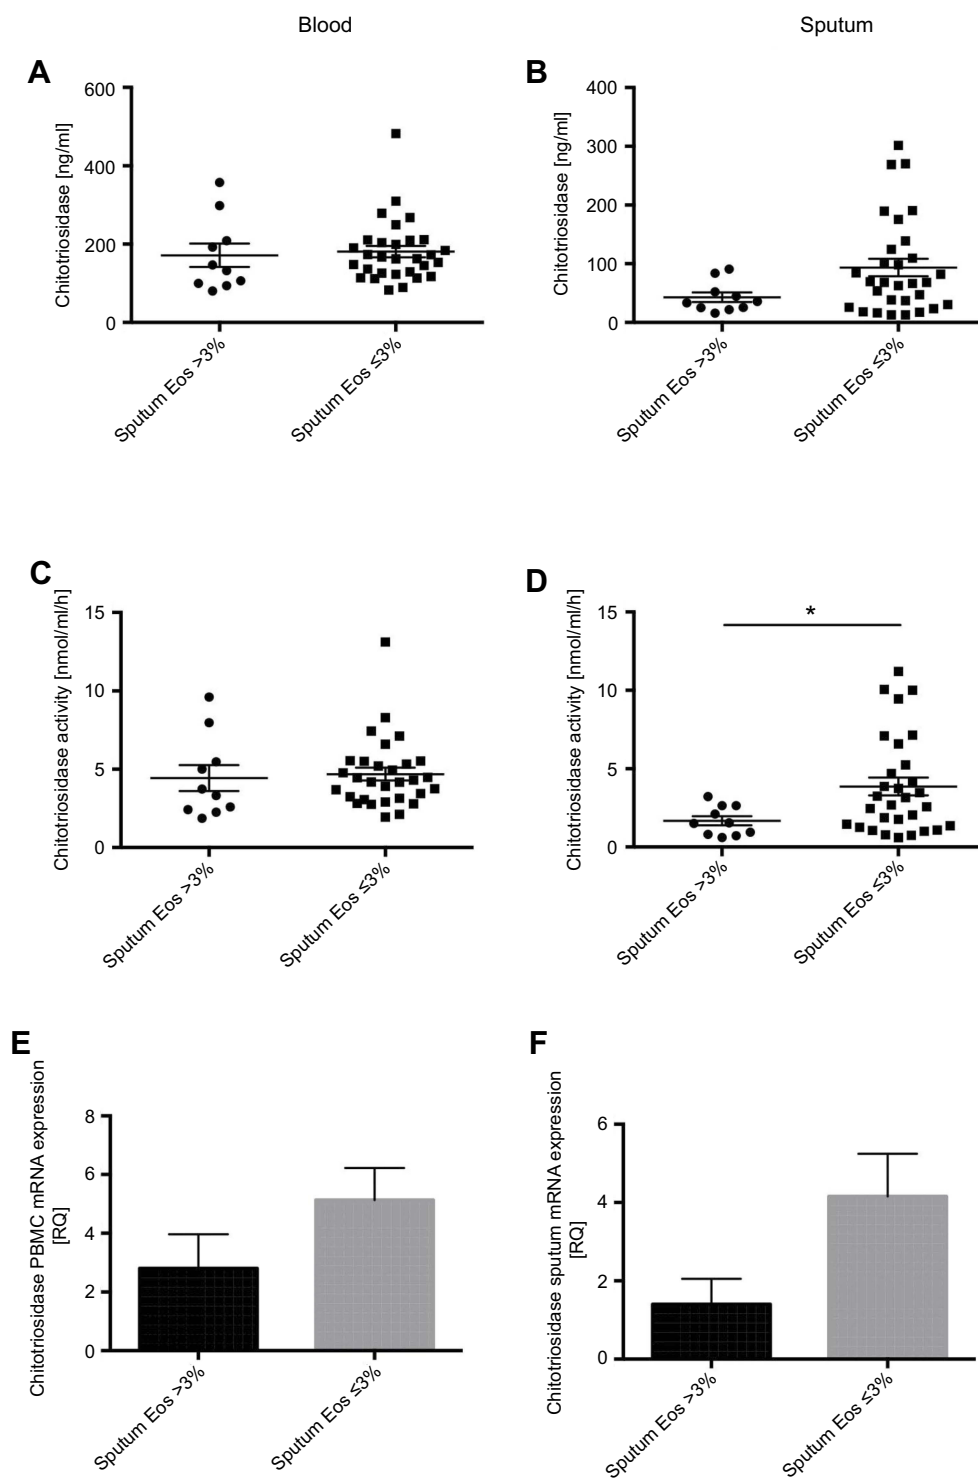 Blood
Sputum
A
Chitotriosidase [ng/ml]
600
400
200
0
Sputum Eos >3%
Sputum Eos ≤3%
B
Chitotriosidase [ng/ml]
400
300
200
100
0
Sputum Eos >3%
Sputum Eos ≤3%
C
Chitotriosidase activity [nmol/ml/h]
15
10
5
0
Sputum Eos >3%
Sputum Eos ≤3%
D
Chitotriosidase activity [nmol/ml/h]
15
10
5
0
*
Sputum Eos >3%
Sputum Eos ≤3%
E
Chitotriosidase PBMC mRNA expression
[RQ]
8
6
4
2
0
Sputum Eos >3%
Sputum Eos ≤3%
F
Chitotriosidase sputum mRNA expression
[RQ]
6
4
2
0
Sputum Eos >3%
Sputum Eos ≤3%